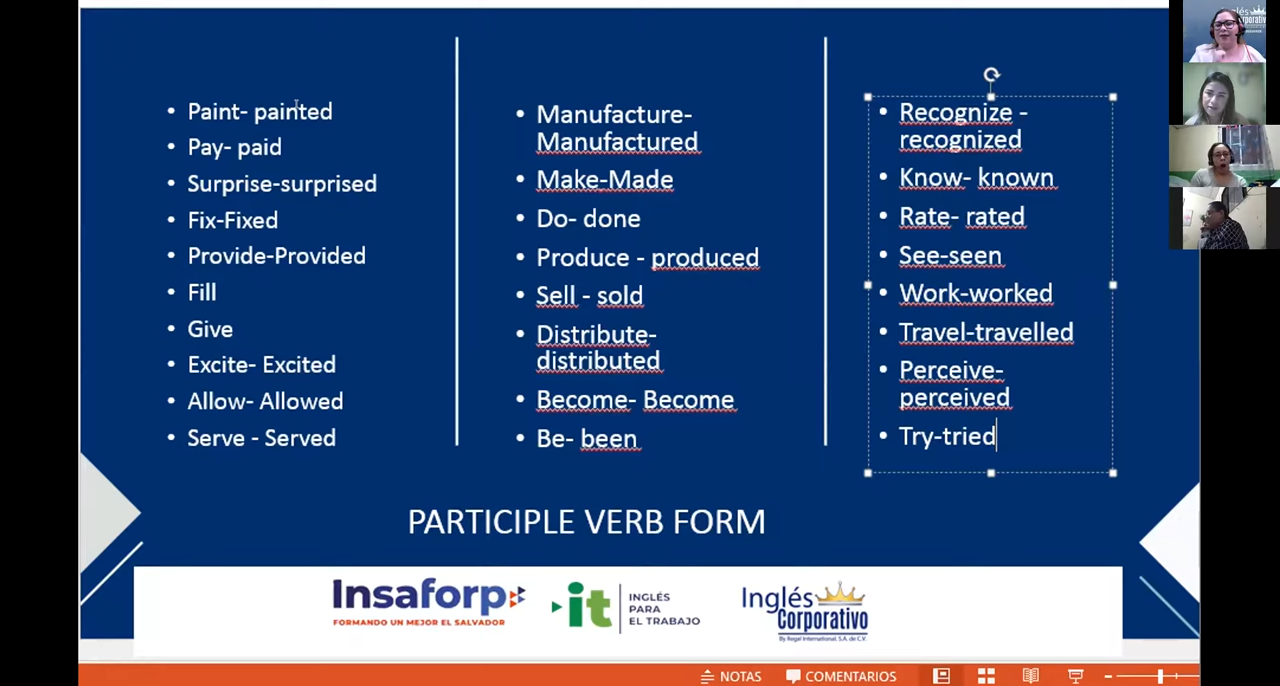 Paint- painted
Pay- paid
Surprise-surprised
Fix-Fixed
Provide-Provided
Fill
Give
Excite- Excited
Allow- Allowed
Serve - Served
Manufacture-
Manufactured
Make-Made
Do- done
Produce - produced
Sell - sold
Distribute-
distributed
Become- Become
Be- been
Recognize -
recognized
Know- known
Rate- rated
See-seen
Work-worked
Travel-travelled
Perceive-
perceived
Try-tried
PARTICIPLE VERB FORM
Insaforp
FORMANDO UN MEJOR EL SALVADOR
it
INGLÉS
PARA
EL TRABAJO
Inglés
Corporativo
By Regal International, S.A. de C.V.
NOTAS
COMENTARIOS
Inglés
Corporativo